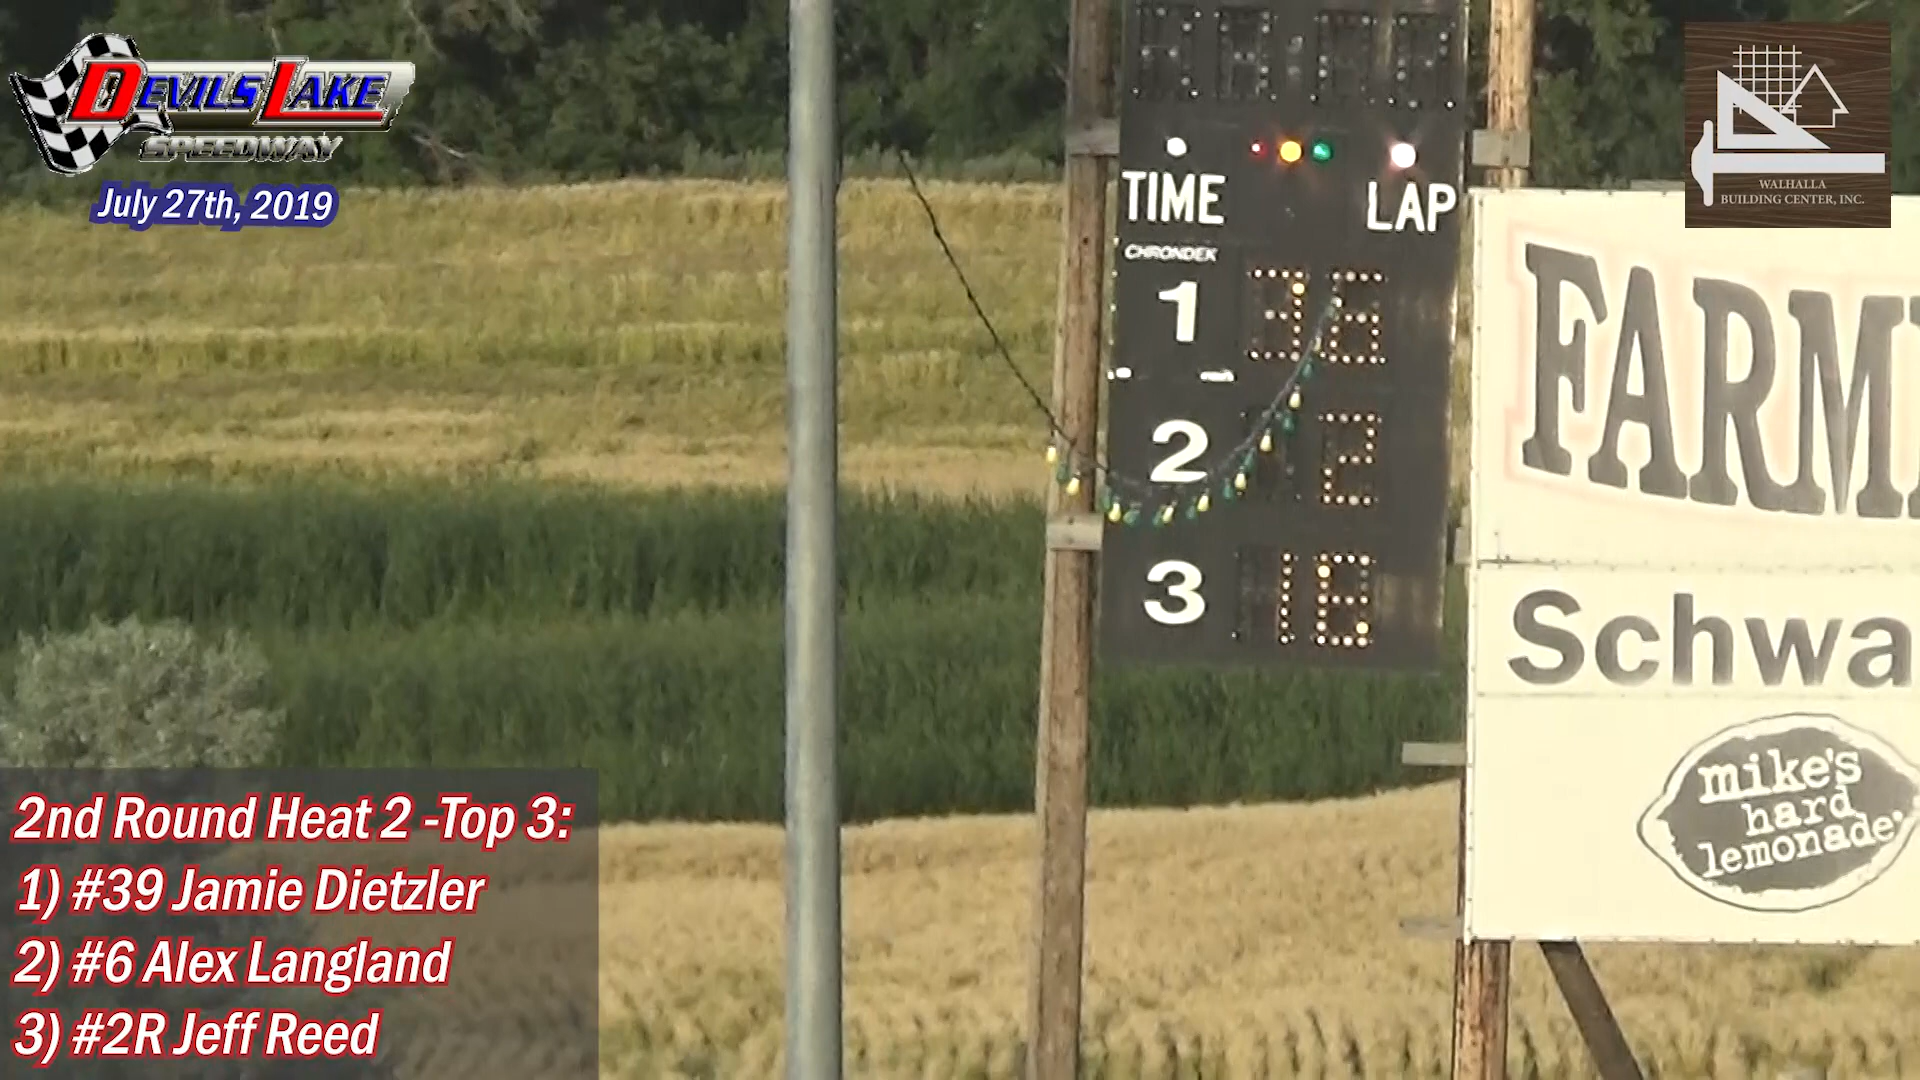 DEVILS LAKE
SPEEDWAY
July 27th, 2019
WALHALLA
BUILDING CENTER, INC.
TIME LAP
CHRONDEK
1 36
2 2
3 18
FARM
Schwa
mike's
hard
lemonade
2nd Round Heat 2 -Top 3:
1) #39 Jamie Dietzler
2) #6 Alex Langland
3) #2R Jeff Reed